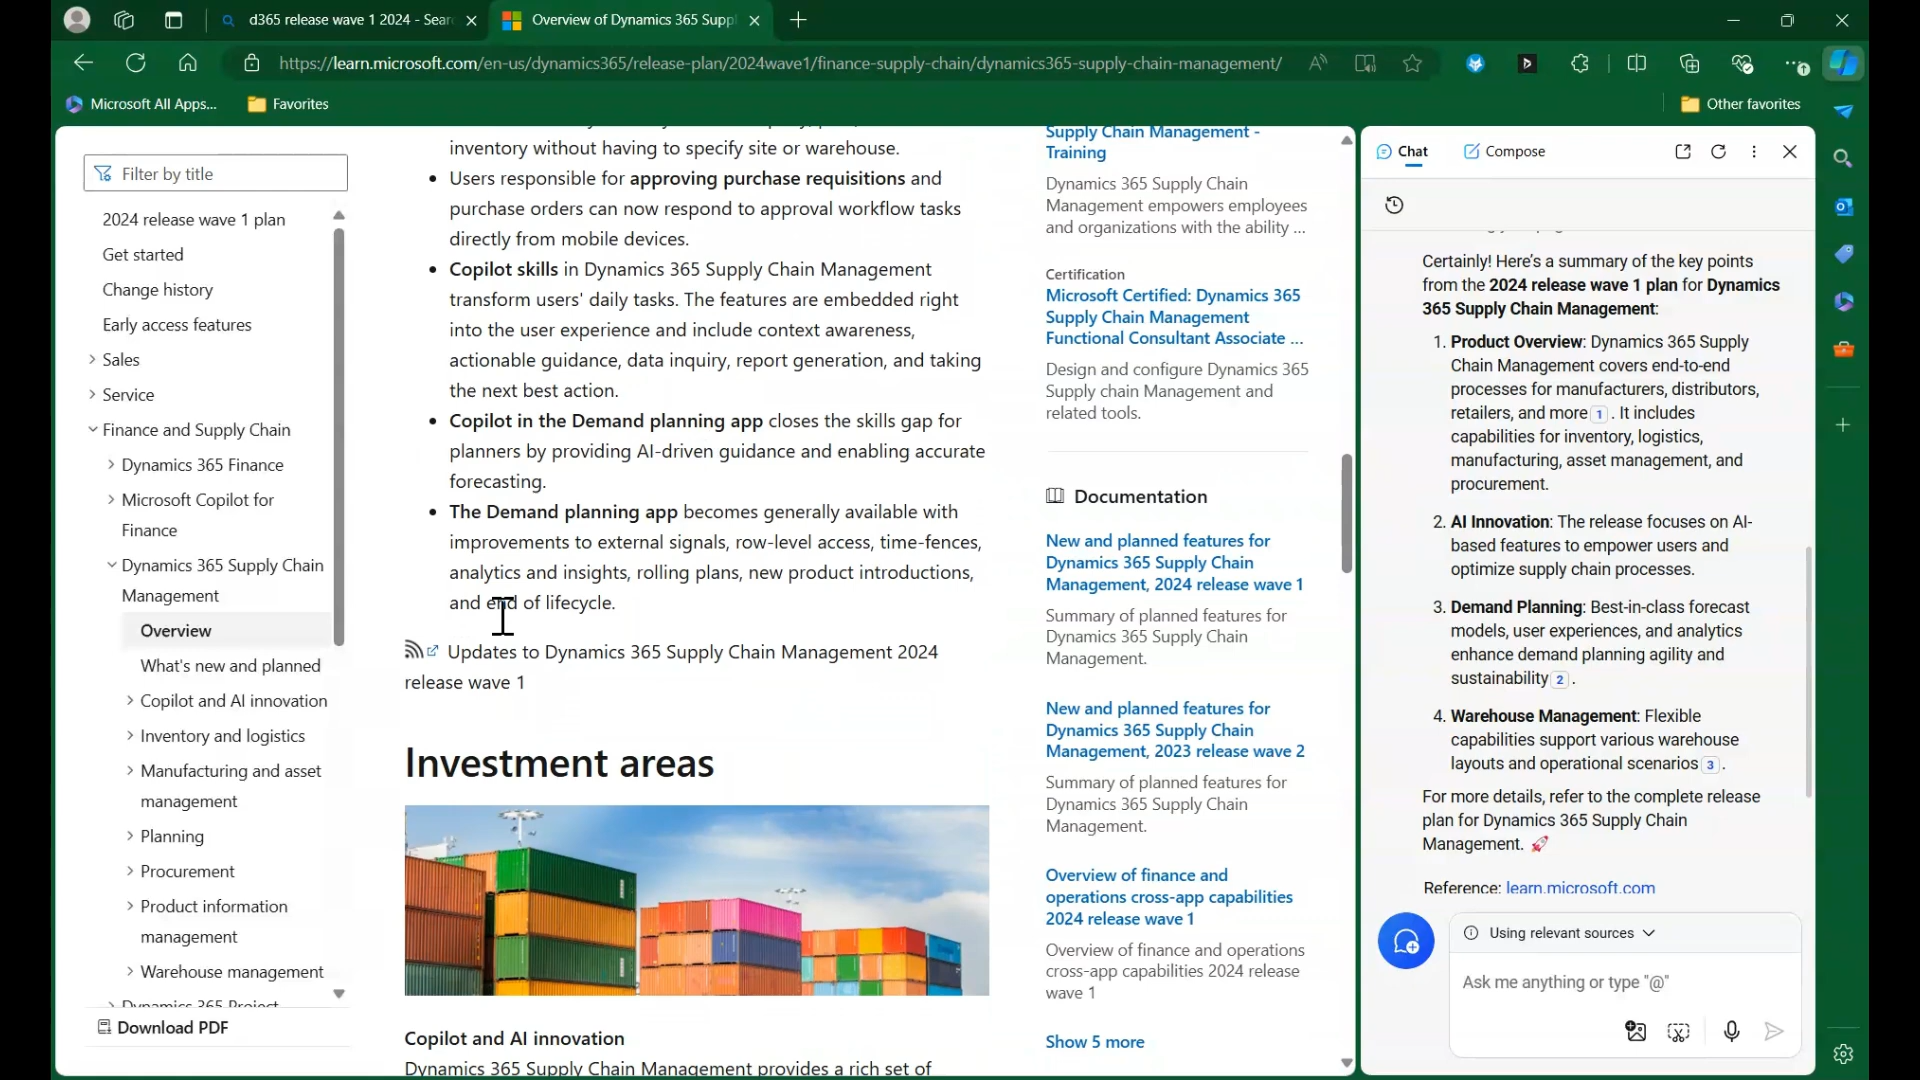 d365 release wave 1 2024 - Sear
Overview of Dynamics 365 Suppl
https://learn.microsoft.com/en-us/dynamics365/release-plan/2024wave1/finance-supply-chain/dynamics365-supply-chain-management/
Microsoft All Apps...
Favorites
Other favorites
Filter by title
2024 release wave 1 plan
Get started
Change history
Early access features
Sales
Service
Finance and Supply Chain
Dynamics 365 Finance
Microsoft Copilot for
Finance
Dynamics 365 Supply Chain
Management
Overview
What's new and planned
Copilot and AI innovation
Inventory and logistics
Manufacturing and asset
management
Planning
Procurement
Product information
management
Warehouse management
Dynamics 365 Project
Download PDF
inventory without having to specify site or warehouse.
• Users responsible for approving purchase requisitions and
purchase orders can now respond to approval workflow tasks
directly from mobile devices.
• Copilot skills in Dynamics 365 Supply Chain Management
transform users' daily tasks. The features are embedded right
into the user experience and include context awareness,
actionable guidance, data inquiry, report generation, and taking
the next best action.
• Copilot in the Demand planning app closes the skills gap for
planners by providing AI-driven guidance and enabling accurate
forecasting.
• The Demand planning app becomes generally available with
improvements to external signals, row-level access, time-fences,
analytics and insights, rolling plans, new product introductions,
and end of lifecycle.
Updates to Dynamics 365 Supply Chain Management 2024
release wave 1
Investment areas
Copilot and AI innovation
Dynamics 365 Supply Chain Management provides a rich set of
Supply Chain Management -
Training
Dynamics 365 Supply Chain
Management empowers employees
and organizations with the ability ...
Certification
Microsoft Certified: Dynamics 365
Supply Chain Management
Functional Consultant Associate ...
Design and configure Dynamics 365
Supply chain Management and
related tools.
Documentation
New and planned features for
Dynamics 365 Supply Chain
Management, 2024 release wave 1
Summary of planned features for
Dynamics 365 Supply Chain
Management.
New and planned features for
Dynamics 365 Supply Chain
Management, 2023 release wave 2
Summary of planned features for
Dynamics 365 Supply Chain
Management.
Overview of finance and
operations cross-app capabilities
2024 release wave 1
Overview of finance and operations
cross-app capabilities 2024 release
wave 1
Show 5 more
Chat
Compose
Certainly! Here's a summary of the key points
from the 2024 release wave 1 plan for Dynamics
365 Supply Chain Management:
1. Product Overview: Dynamics 365 Supply
Chain Management covers end-to-end
processes for manufacturers, distributors,
retailers, and more 1 . It includes
capabilities for inventory, logistics,
manufacturing, asset management, and
procurement.
2. AI Innovation: The release focuses on AI-
based features to empower users and
optimize supply chain processes.
3. Demand Planning: Best-in-class forecast
models, user experiences, and analytics
enhance demand planning agility and
sustainability 2 .
4. Warehouse Management: Flexible
capabilities support various warehouse
layouts and operational scenarios 3 .
For more details, refer to the complete release
plan for Dynamics 365 Supply Chain
Management. 🚀
Reference: learn.microsoft.com
Using relevant sources
Ask me anything or type "@"